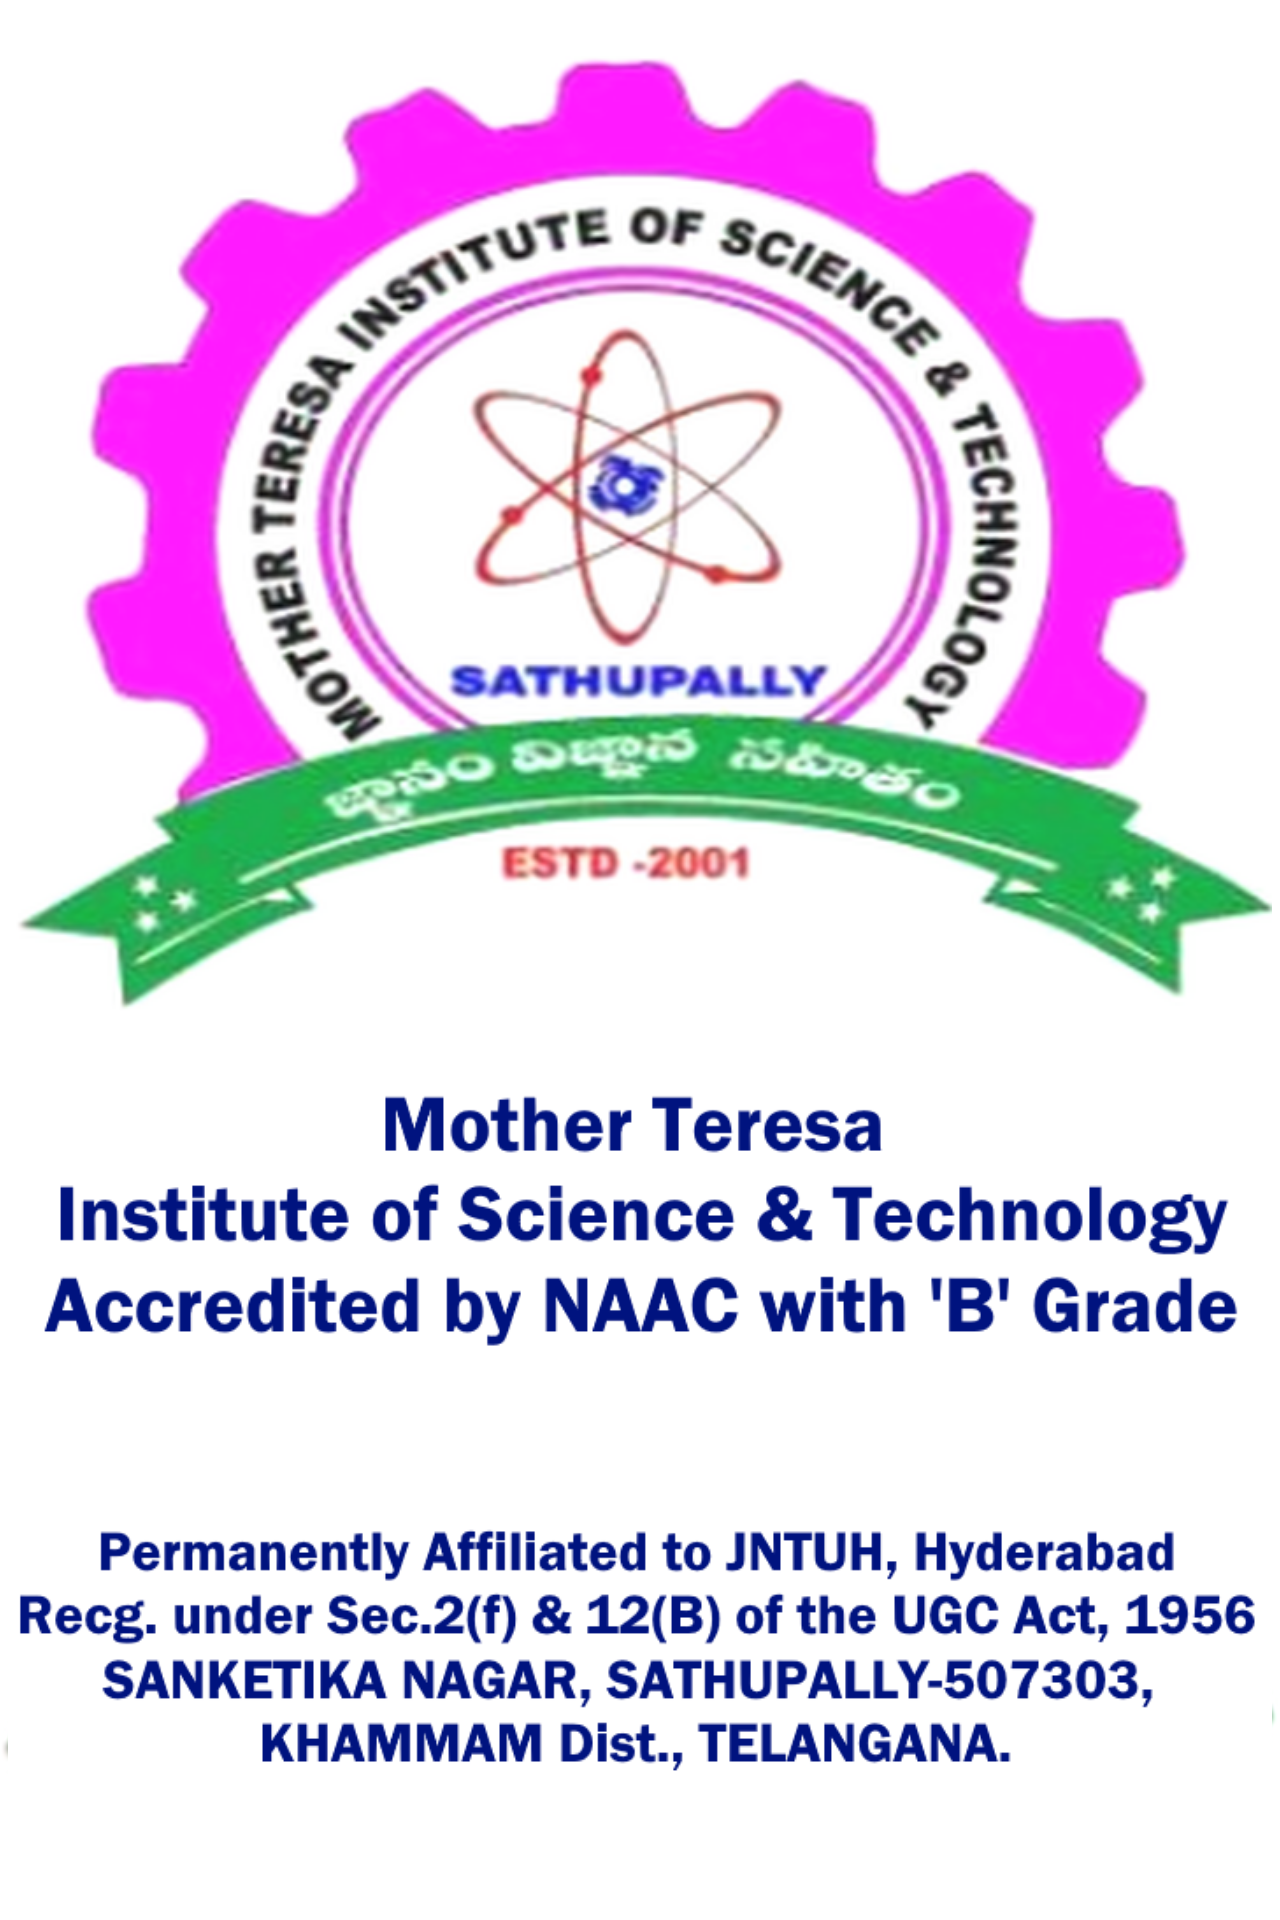 MOTHER TERESA INSTITUTE OF SCIENCE & TECHNOLOGY
SATHUPALLY
జ్ఞానం విజ్ఞాన సహితం
ESTD -2001
Mother Teresa
Institute of Science & Technology
Accredited by NAAC with 'B' Grade
Permanently Affiliated to JNTUH, Hyderabad
Recg. under Sec.2(f) & 12(B) of the UGC Act, 1956
SANKETIKA NAGAR, SATHUPALLY-507303,
KHAMMAM Dist., TELANGANA.